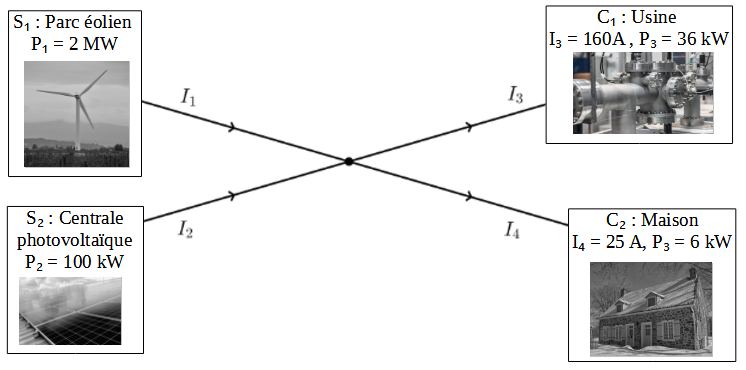 S₁ : Parc éolien
P₁ = 2 MW
I₁
I₃
C₁ : Usine
I₃ = 160A , P₃ = 36 kW
S₂ : Centrale
photovoltaïque
P₂ = 100 kW
I₂
I₄
C₂ : Maison
I₄ = 25 A, P₃ = 6 kW